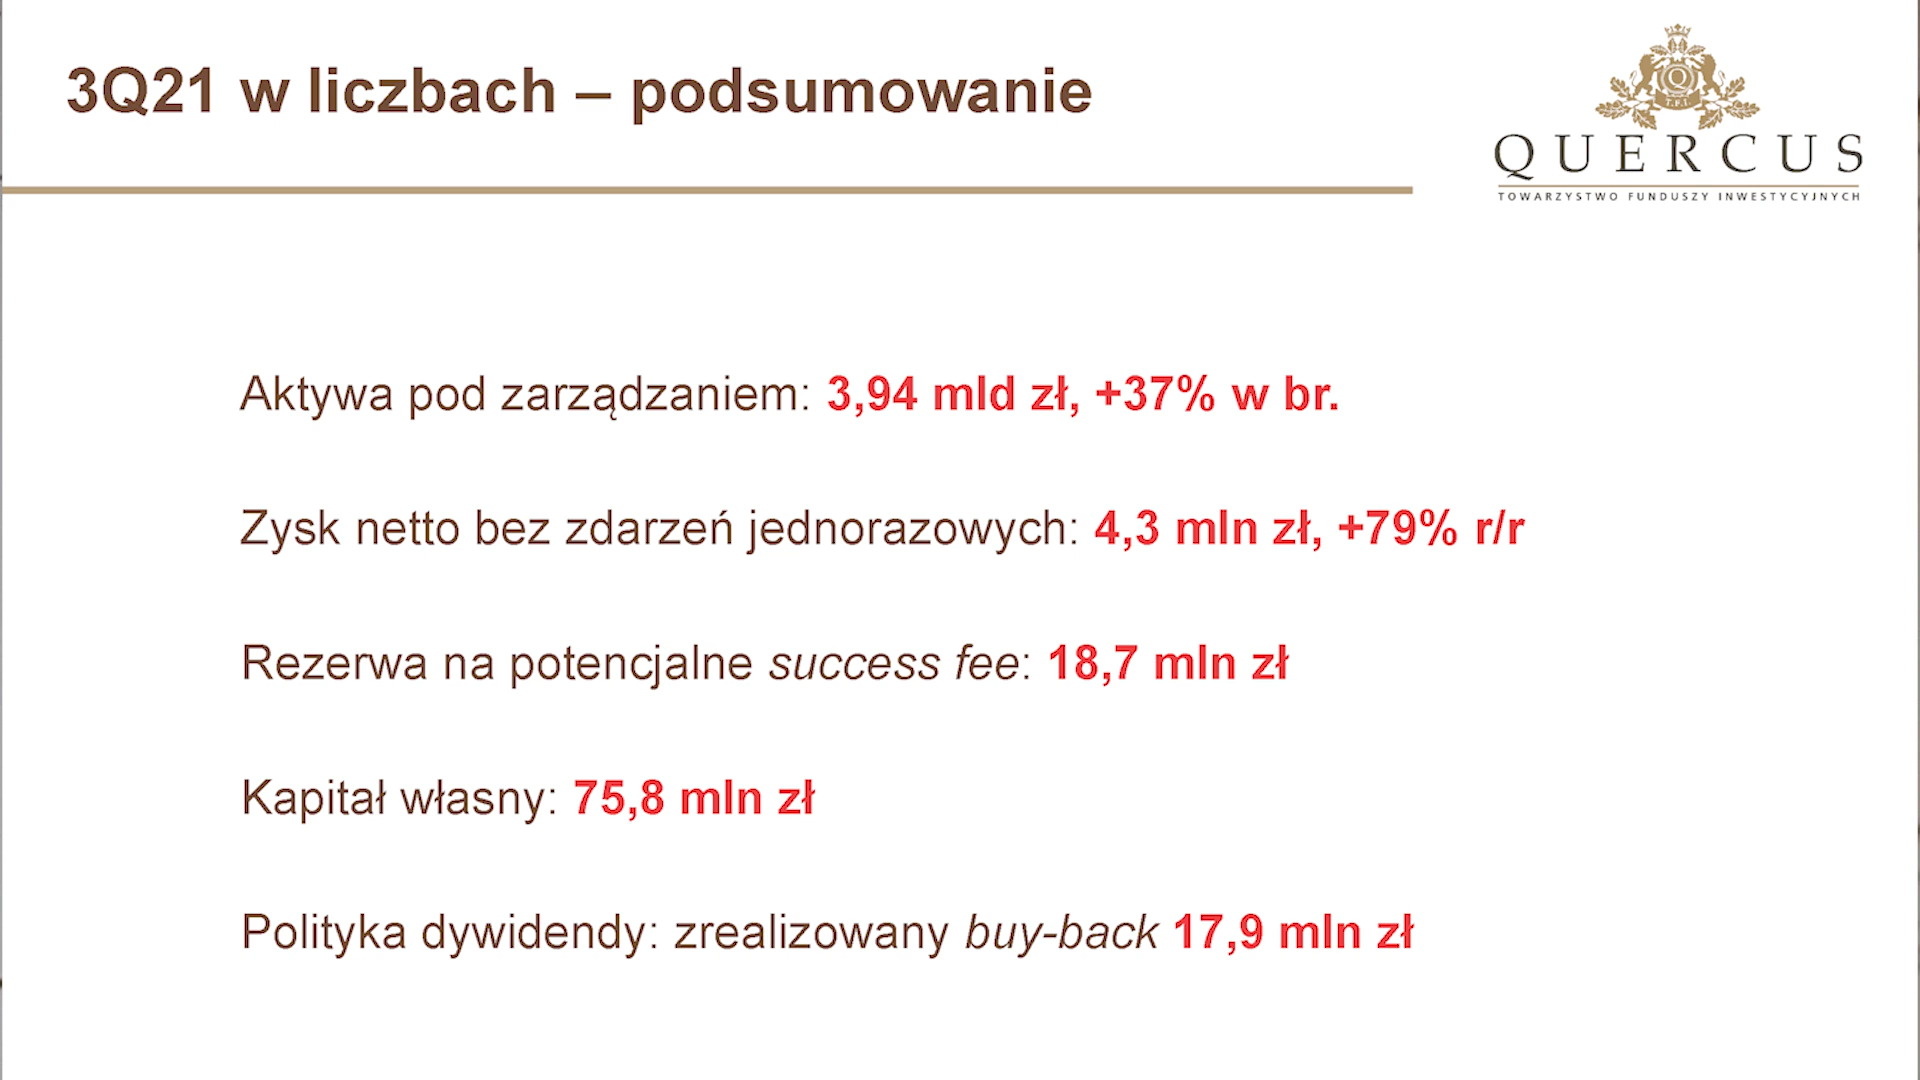 3Q21 w liczbach – podsumowanie
Q
T.F.I.
QUERCUS
TOWARZYSTWO FUNDUSZY INWESTYCYJNYCH
Aktywa pod zarządzaniem: 3,94 mld zł, +37% w br.
Zysk netto bez zdarzeń jednorazowych: 4,3 mln zł, +79% r/r
Rezerwa na potencjalne success fee: 18,7 mln zł
Kapitał własny: 75,8 mln zł
Polityka dywidendy: zrealizowany buy-back 17,9 mln zł